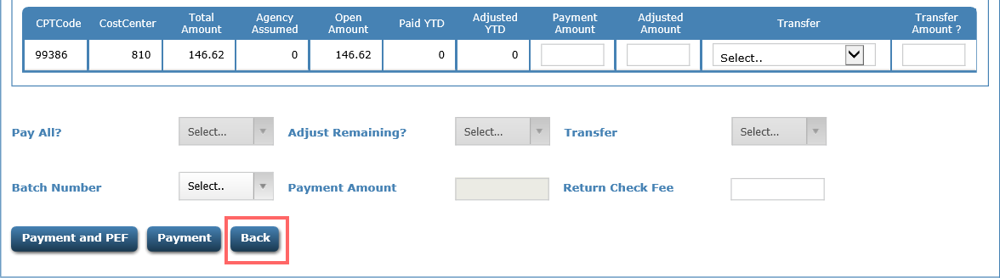 CPTCode CostCenter Total Amount Agency Assumed Open Amount Paid YTD Adjusted YTD Payment Amount Adjusted Amount Transfer Transfer Amount ?
99386 810 146.62 0 146.62 0 0 Select..
Pay All? Select... Adjust Remaining? Select... Transfer Select...
Batch Number Select.. Payment Amount Return Check Fee
Payment and PEF Payment Back